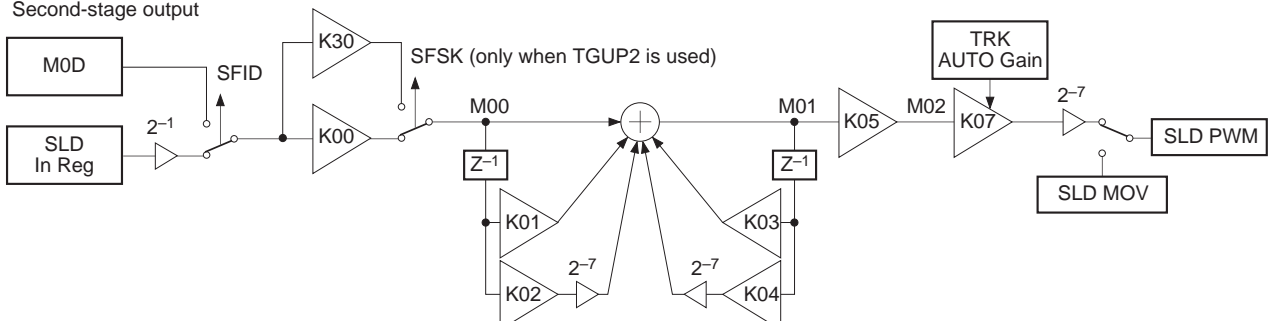 Second-stage output
M0D
SFID
2–1
SLD
In Reg
K30
K00
SFSK (only when TGUP2 is used)
M00
Z–1
K01
K02
2–7
M01
Z–1
K03
K04
2–7
K05
M02
TRK
AUTO Gain
K07
2–7
SLD PWM
SLD MOV